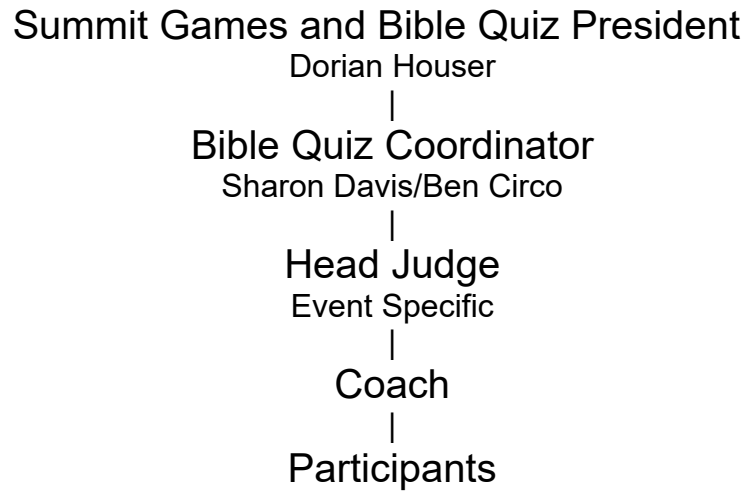 Summit Games and Bible Quiz President
Dorian Houser
|
Bible Quiz Coordinator
Sharon Davis/Ben Circo
|
Head Judge
Event Specific
|
Coach
|
Participants